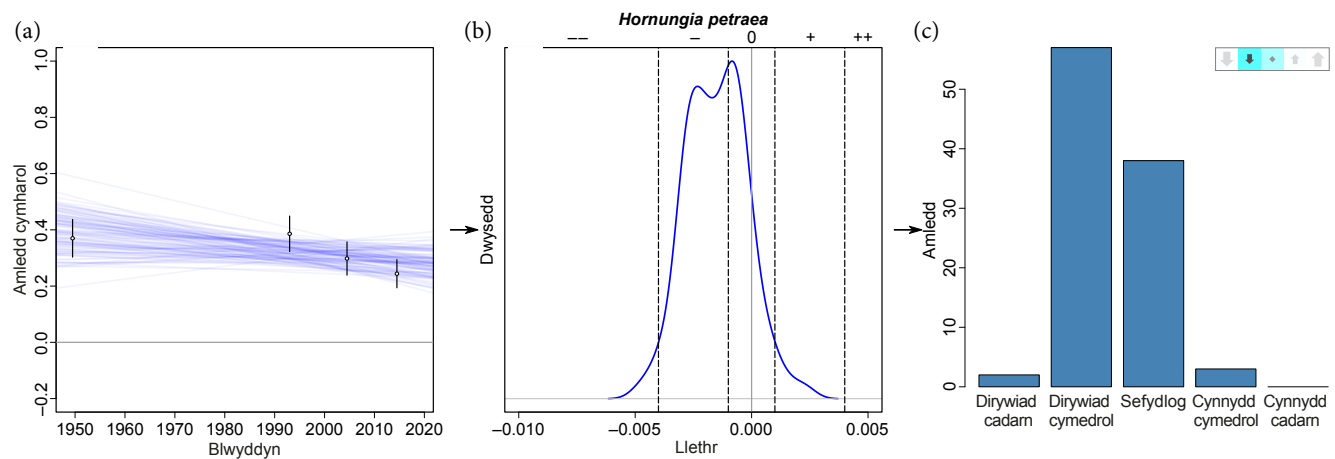 (a)
Amledd cymharol
1.0
0.8
0.6
0.4
0.2
0.0
−0.2
1950 1960 1970 1980 1990 2000 2010 2020
Blwyddyn
(b)
Hornungia petraea
−− − 0 + ++
Dwysedd
−0.010 −0.005 0.000 0.005
Llethr
(c)
Amledd
50
40
30
20
10
0
Dirywiad cadarn
Dirywiad cymedrol
Sefydlog
Cynnydd cymedrol
Cynnydd cadarn